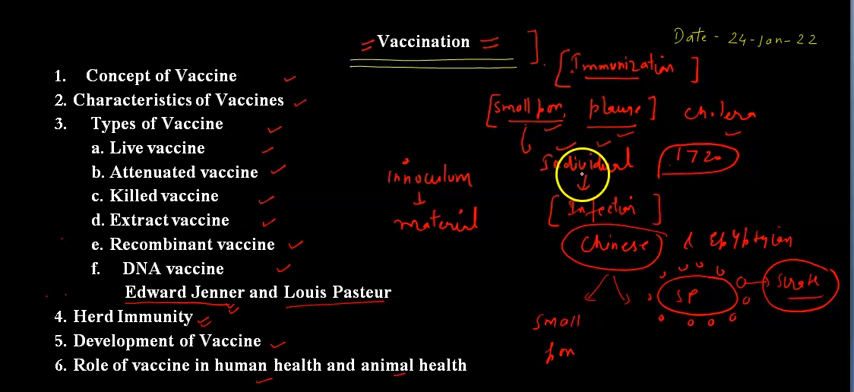 = Vaccination = ].
Date - 24-Jan-22
1. Concept of Vaccine
2. Characteristics of Vaccines
3. Types of Vaccine
a. Live vaccine
b. Attenuated vaccine
c. Killed vaccine
d. Extract vaccine
e. Recombinant vaccine
f. DNA vaccine
Edward Jenner and Louis Pasteur
4. Herd Immunity
5. Development of Vaccine
6. Role of vaccine in human health and animal health
[Immunization]
[Small pox, plause] cholera
Individual 1720
↓
[Infection]
Innoculum
↓
material
Chinese & Egyptian
SP
Small
pox